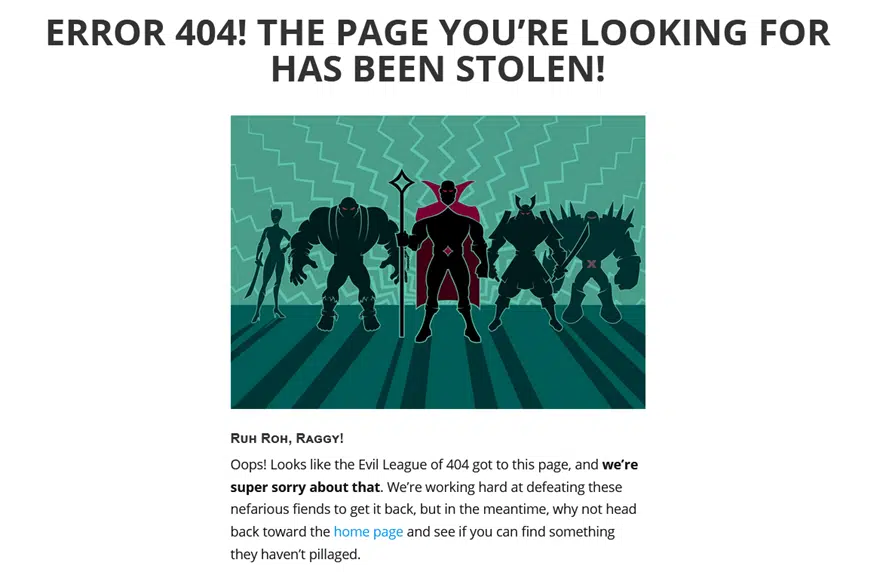 ERROR 404! THE PAGE YOU’RE LOOKING FOR
HAS BEEN STOLEN!
Ruh Roh, Raggy!
Oops! Looks like the Evil League of 404 got to this page, and we’re
super sorry about that. We’re working hard at defeating these
nefarious fiends to get it back, but in the meantime, why not head
back toward the home page and see if you can find something
they haven’t pillaged.